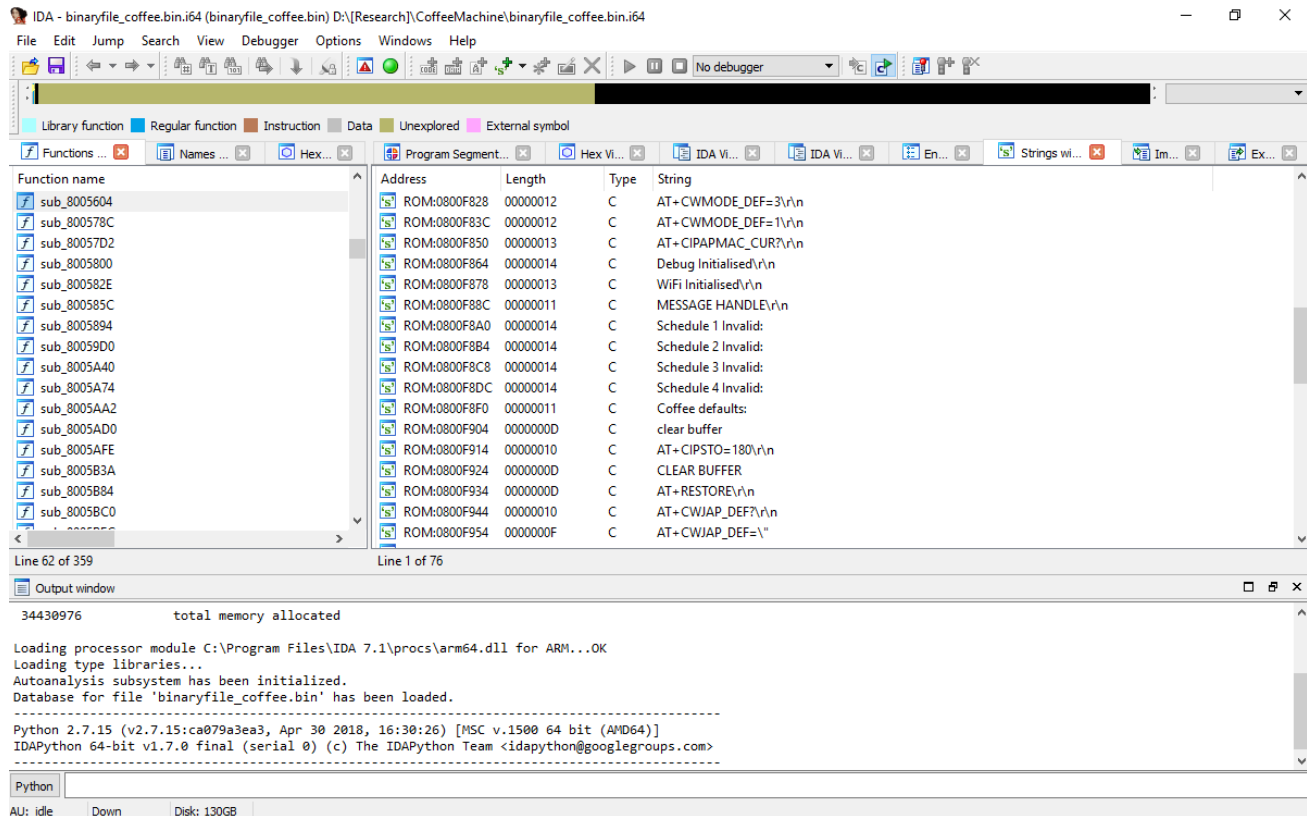 IDA - binaryfile_coffee.bin.i64 (binaryfile_coffee.bin) D:\[Research]\CoffeeMachine\binaryfile_coffee.bin.i64
File Edit Jump Search View Debugger Options Windows Help
No debugger
Library function Regular function Instruction Data Unexplored External symbol
Functions ... Names ... Hex... Program Segment... Hex Vi... IDA Vi... IDA Vi... En... Strings wi... Im... Ex...
Function name
sub_8005604
sub_800578C
sub_80057D2
sub_8005800
sub_800582E
sub_800585C
sub_8005894
sub_80059D0
sub_8005A40
sub_8005A74
sub_8005AA2
sub_8005AD0
sub_8005AFE
sub_8005B3A
sub_8005B84
sub_8005BC0
Line 62 of 359
Address Length Type String
ROM:0800F828 00000012 C AT+CWMODE_DEF=3\r\n
ROM:0800F83C 00000012 C AT+CWMODE_DEF=1\r\n
ROM:0800F850 00000013 C AT+CIPAPMAC_CUR?\r\n
ROM:0800F864 00000014 C Debug Initialised\r\n
ROM:0800F878 00000013 C WiFi Initialised\r\n
ROM:0800F88C 00000011 C MESSAGE HANDLE\r\n
ROM:0800F8A0 00000014 C Schedule 1 Invalid:
ROM:0800F8B4 00000014 C Schedule 2 Invalid:
ROM:0800F8C8 00000014 C Schedule 3 Invalid:
ROM:0800F8DC 00000014 C Schedule 4 Invalid:
ROM:0800F8F0 00000011 C Coffee defaults:
ROM:0800F904 0000000D C clear buffer
ROM:0800F914 00000010 C AT+CIPSTO=180\r\n
ROM:0800F924 0000000D C CLEAR BUFFER
ROM:0800F934 0000000D C AT+RESTORE\r\n
ROM:0800F944 00000010 C AT+CWJAP_DEF?\r\n
ROM:0800F954 0000000F C AT+CWJAP_DEF=\"
Line 1 of 76
Output window
34430976 total memory allocated
Loading processor module C:\Program Files\IDA 7.1\procs\arm64.dll for ARM...OK
Loading type libraries...
Autoanalysis subsystem has been initialized.
Database for file 'binaryfile_coffee.bin' has been loaded.
Python 2.7.15 (v2.7.15:ca079a3ea3, Apr 30 2018, 16:30:26) [MSC v.1500 64 bit (AMD64)]
IDAPython 64-bit v1.7.0 final (serial 0) (c) The IDAPython Team <idapython@googlegroups.com>
Python
AU: idle Down Disk: 130GB